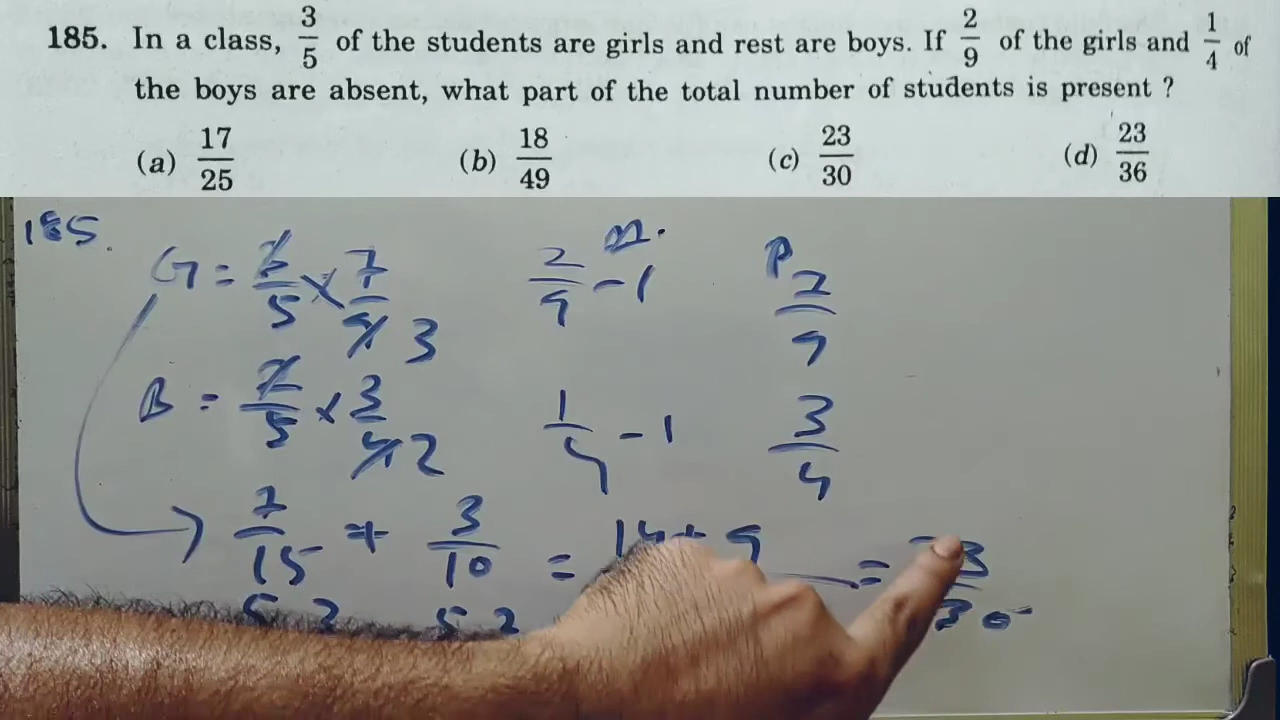 185. In a class, 3/5 of the students are girls and rest are boys. If 2/9 of the girls and 1/4 of
the boys are absent, what part of the total number of students is present ?
(a) 17/25 (b) 18/49 (c) 23/30 (d) 23/36
185.
G = 3/5 × 7/9 3
2/9 - 1
P
7/9
B = 2/5 × 3/4 2
1/4 - 1
3/4
→ 7/15 + 3/10 = 14 + 9 = 23/30